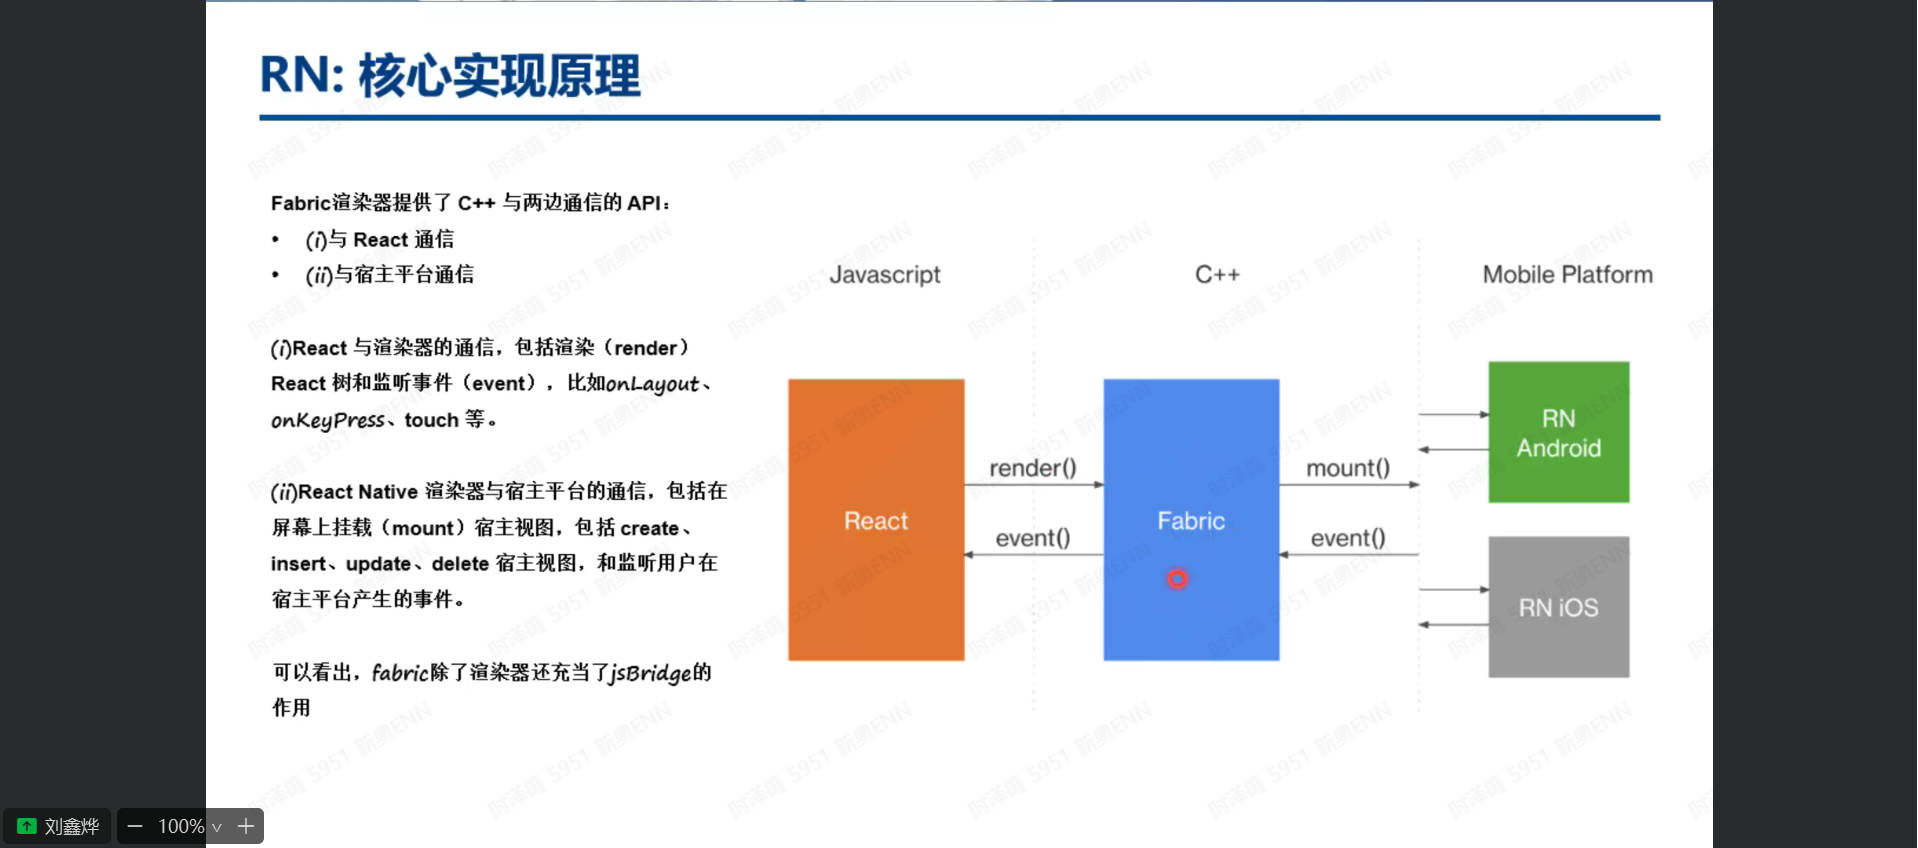 RN: 核心实现原理
Fabric渲染器提供了 C++ 与两边通信的 API：
• (i)与 React 通信
• (ii)与宿主平台通信
(i)React 与渲染器的通信，包括渲染（render）
React 树和监听事件（event），比如onLayout、
onKeyPress、touch 等。
(ii)React Native 渲染器与宿主平台的通信，包括在
屏幕上挂载（mount）宿主视图，包括 create、
insert、update、delete 宿主视图，和监听用户在
宿主平台产生的事件。
可以看出，fabric除了渲染器还充当了jsBridge的
作用
Javascript
C++
Mobile Platform
React
render()
event()
Fabric
mount()
event()
RN
Android
RN iOS
时泽雨 5951 新奥ENN
刘鑫烨
100%